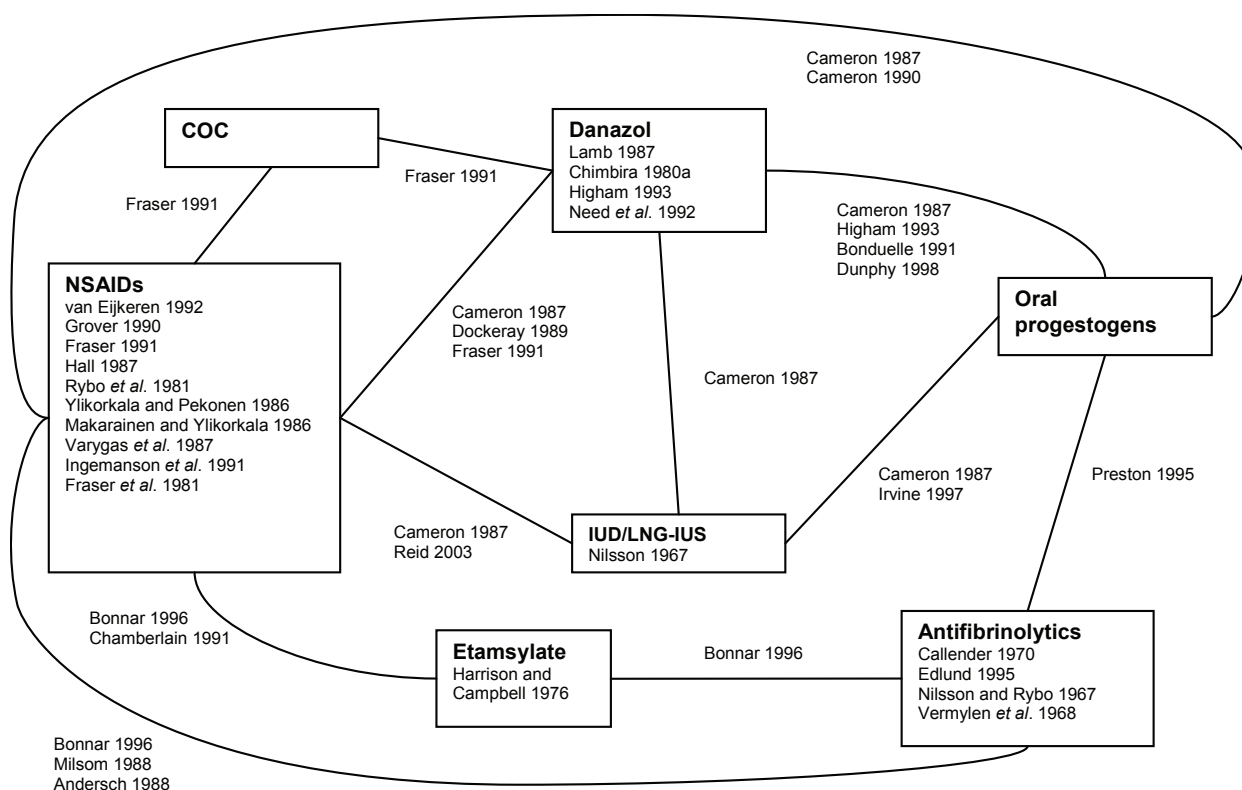 Cameron 1987
Cameron 1990
COC
Danazol
Lamb 1987
Chimbira 1980a
Higham 1993
Need et al. 1992
Fraser 1991
Fraser 1991
Cameron 1987
Higham 1993
Bonduelle 1991
Dunphy 1998
NSAIDs
van Eijkeren 1992
Grover 1990
Fraser 1991
Hall 1987
Rybo et al. 1981
Ylikorkala and Pekonen 1986
Makarainen and Ylikorkala 1986
Varygas et al. 1987
Ingemanson et al. 1991
Fraser et al. 1981
Cameron 1987
Dockeray 1989
Fraser 1991
Oral
progestogens
Cameron 1987
Cameron 1987
Irvine 1997
Preston 1995
Cameron 1987
Reid 2003
IUD/LNG-IUS
Nilsson 1967
Bonnar 1996
Chamberlain 1991
Etamsylate
Harrison and
Campbell 1976
Bonnar 1996
Antifibrinolytics
Callender 1970
Edlund 1995
Nilsson and Rybo 1967
Vermylen et al. 1968
Bonnar 1996
Milsom 1988
Andersch 1988